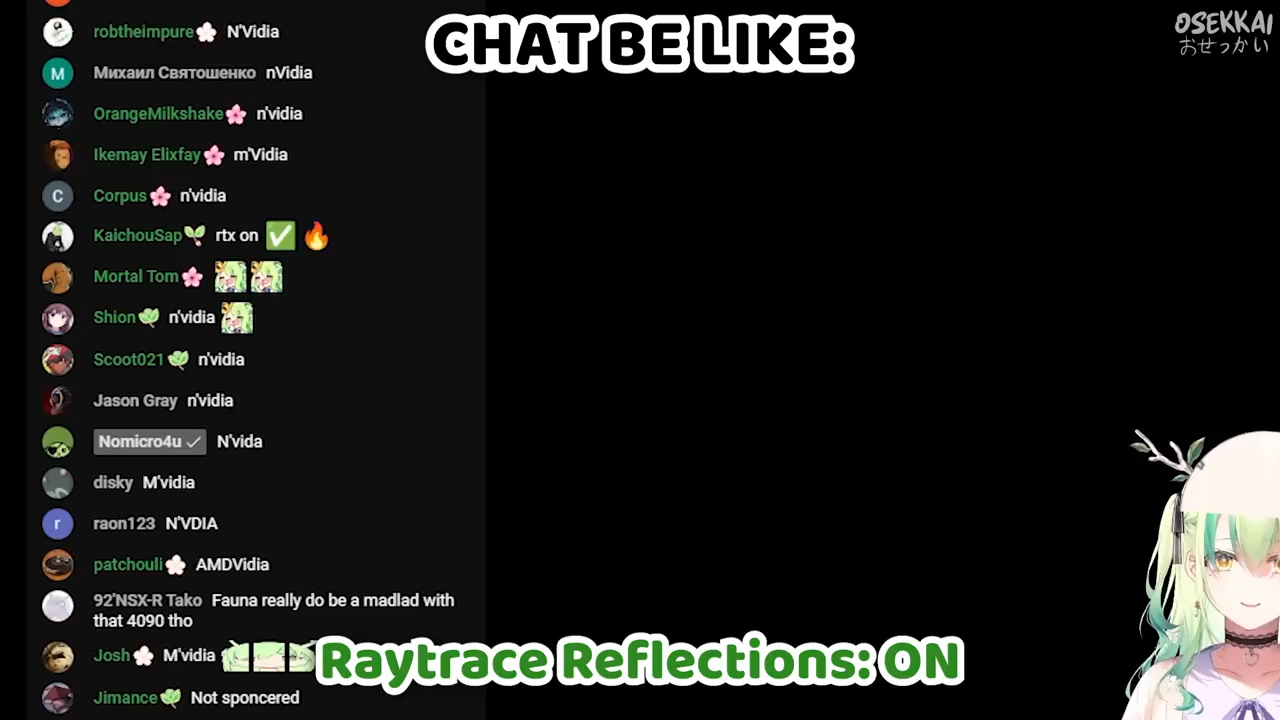 CHAT BE LIKE:
OSEKKAI
おせっかい
robtheimpure N'Vidia
M Михаил Святошенко nVidia
OrangeMilkshake n'vidia
Ikemay Elixfay m'Vidia
C Corpus n'vidia
KaichouSap rtx on
Mortal Tom
Shion n'vidia
Scoot021 n'vidia
Jason Gray n'vidia
Nomicro4u N'vida
disky M'vidia
r raon123 N'VDIA
patchouli AMDVidia
92'NSX-R Tako Fauna really do be a madlad with
that 4090 tho
Josh M'vidia
Jimance Not sponcered
Raytrace Reflections: ON